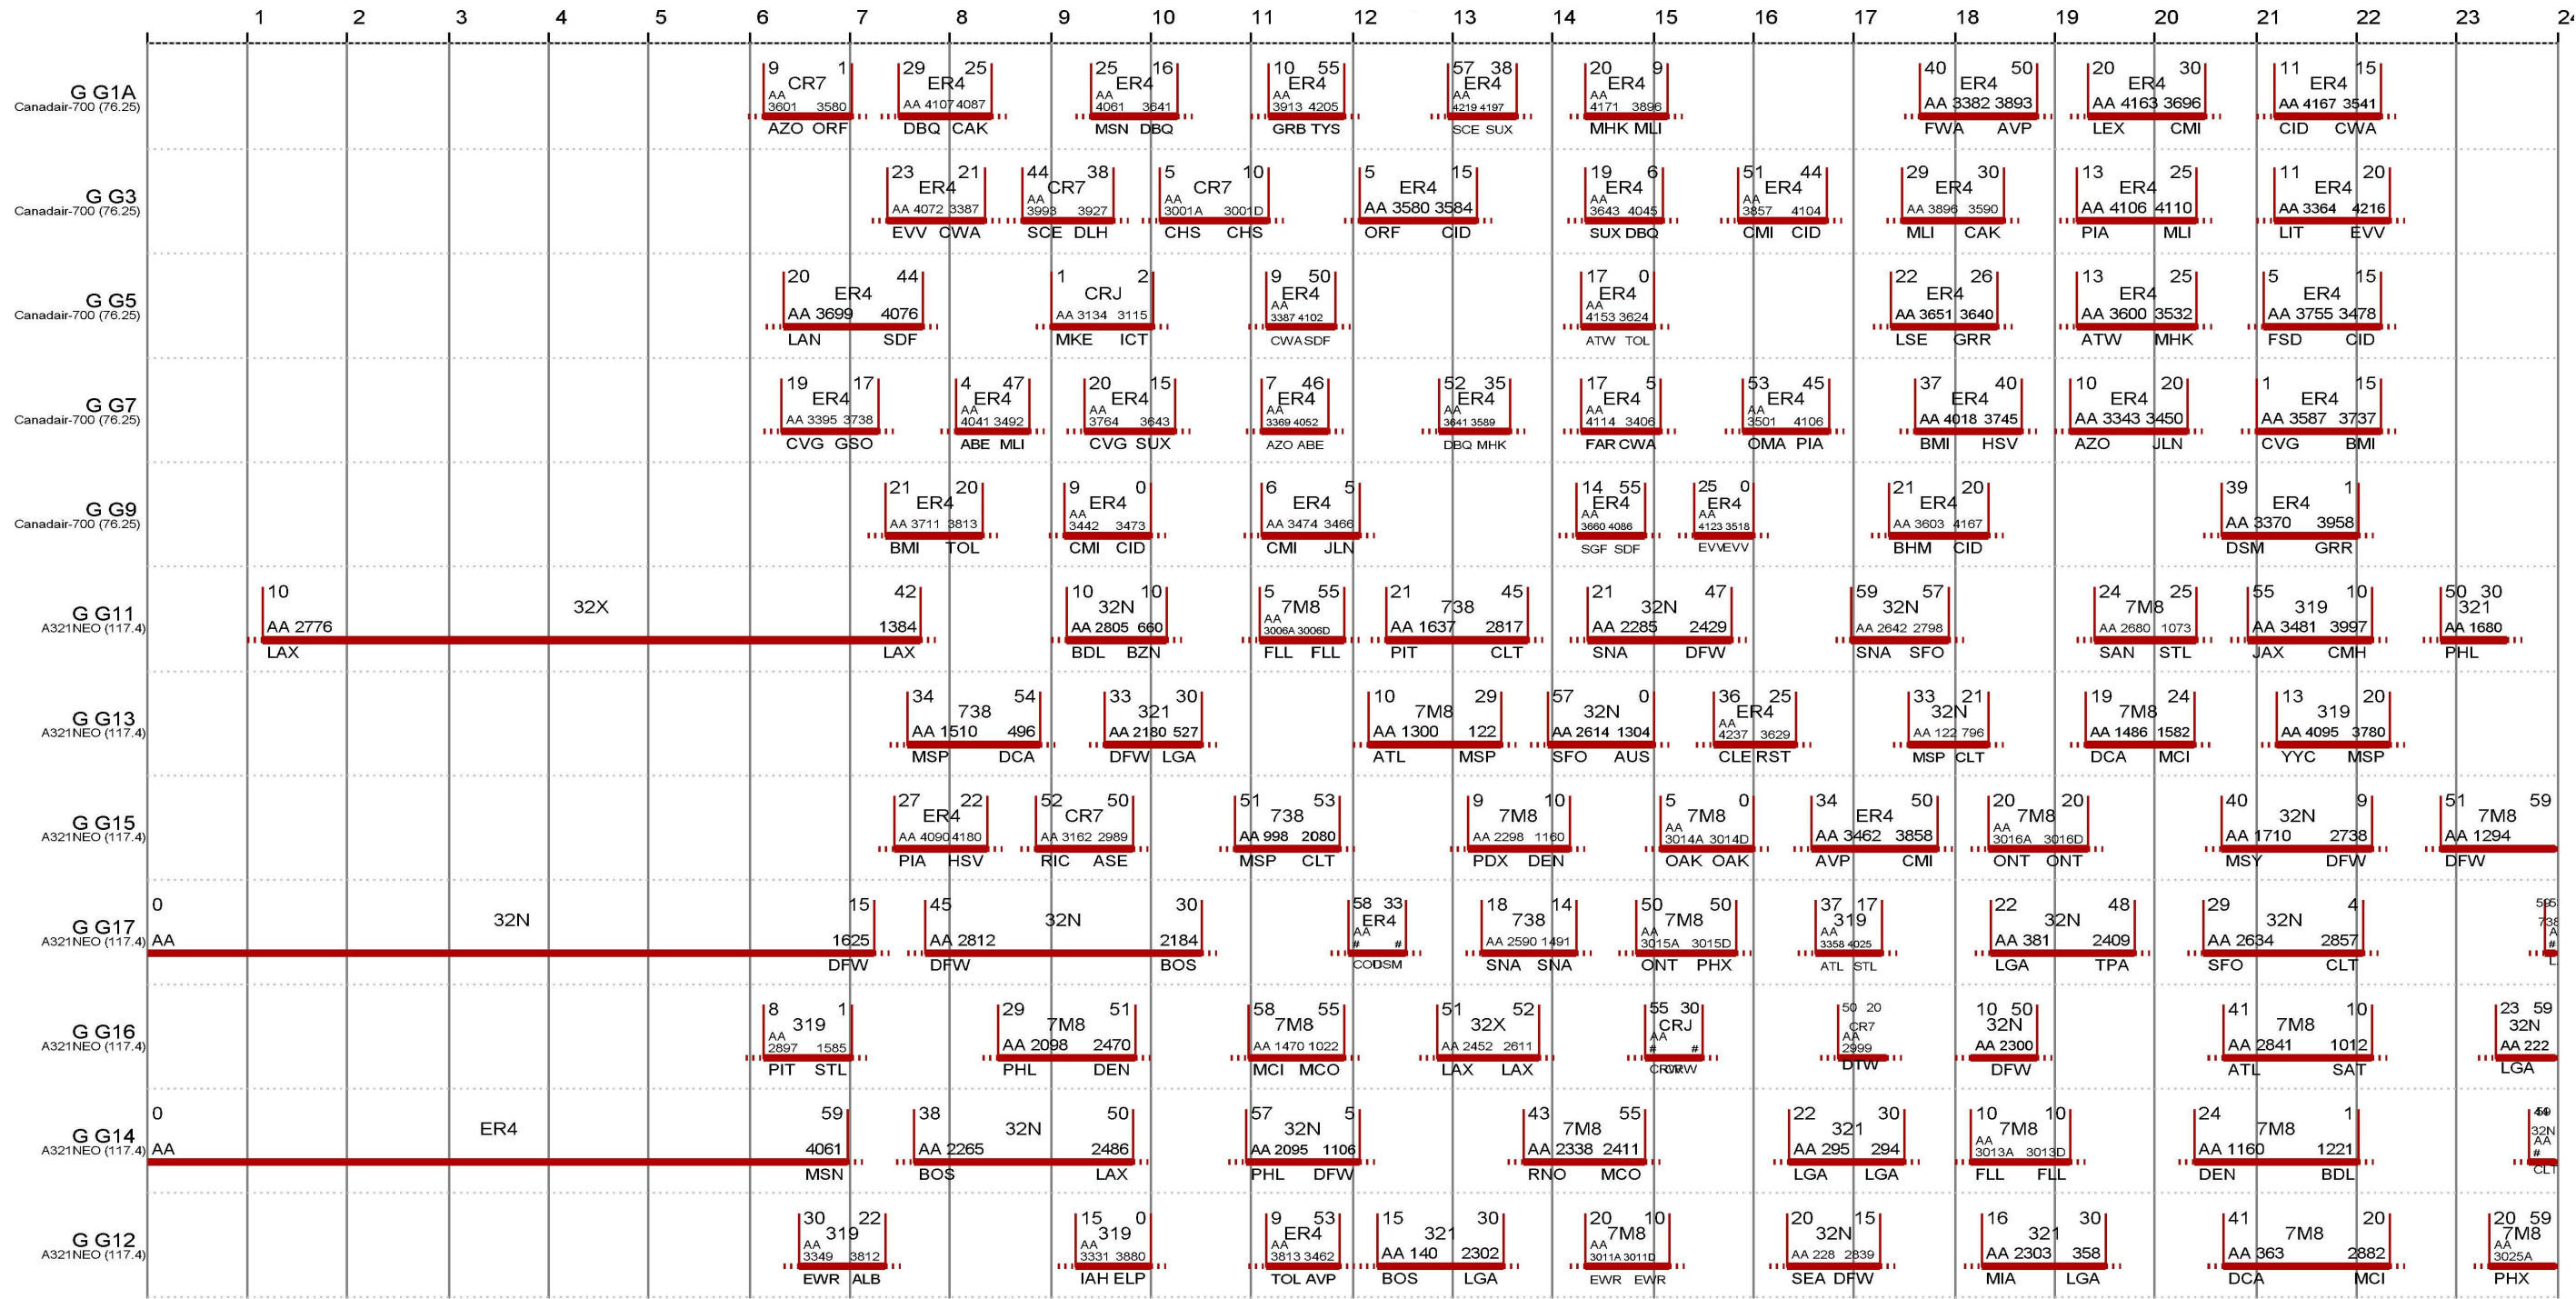 1 2 3 4 5 6 7 8 9 10 11 12 13 14 15 16 17 18 19 20 21 22 23 24
9 1 29 25 25 16 10 55 57 38 20 9 40 50 20 30 11 15
G G1A CR7 ER4 ER4 ER4 ER4 ER4 ER4 ER4 ER4
Canadair-700 (76.25) AA 3601 3580 AA 4107 4087 AA 4061 3641 AA 3913 4205 AA 4219 4197 AA 4171 3896 AA 3382 3893 AA 4163 3696 AA 4167 3541
AZO ORF DBQ CAK MSN DBQ GRB TYS SCE SUX MHK MLI FWA AVP LEX CMI CID CWA
23 21 44 38 5 10 5 15 19 6 51 44 29 30 13 25 11 20
G G3 ER4 CR7 CR7 ER4 ER4 ER4 ER4 ER4 ER4
Canadair-700 (76.25) AA 4072 3387 AA 3993 3927 AA 3001A 3001D AA 3580 3584 AA 3643 4045 AA 3857 4104 AA 3896 3590 AA 4106 4110 AA 3364 4216
EVV CWA SCE DLH CHS CHS ORF CID SUX DBQ CMI CID MLI CAK PIA MLI LIT EVV
20 44 1 2 9 50 17 0 22 26 13 25 5 15
G G5 ER4 CRJ ER4 ER4 ER4 ER4 ER4
Canadair-700 (76.25) AA 3699 4076 AA 3134 3115 AA 3387 4102 AA 4153 3624 AA 3651 3640 AA 3600 3532 AA 3755 3478
LAN SDF MKE ICT CWA SDF ATW TOL LSE GRR ATW MHK FSD CID
19 17 4 47 20 15 7 46 52 35 17 5 53 45 37 40 10 20 1 15
G G7 ER4 ER4 ER4 ER4 ER4 ER4 ER4 ER4 ER4 ER4
Canadair-700 (76.25) AA 3395 3738 AA 4041 3492 AA 3764 3643 AA 3369 4052 AA 3641 3589 AA 4114 3406 AA 3501 4106 AA 4018 3745 AA 3343 3450 AA 3587 3737
CVG GSO ABE MLI CVG SUX AZO ABE DBQ MHK FAR CWA OMA PIA BMI HSV AZO JLN CVG BMI
21 20 9 0 6 5 14 55 25 0 21 20 39 1
G G9 ER4 ER4 ER4 ER4 ER4 ER4 ER4
Canadair-700 (76.25) AA 3711 3813 AA 3442 3473 AA 3474 3466 AA 3660 4086 AA 4123 3518 AA 3603 4167 AA 3370 3958
BMI TOL CMI CID CMI JLN SGF SDF EVV EVV BHM CID DSM GRR
10 42 10 10 5 55 21 45 21 47 59 57 24 25 55 10 50 30
G G11 32X 32N 7M8 738 32N 32N 7M8 319 321
A321NEO (117.4) AA 2776 1384 AA 2805 660 AA 3006A 3006D AA 1637 2817 AA 2285 2429 AA 2642 2798 AA 2680 1073 AA 3481 3997 AA 1680
LAX LAX BDL BZN FLL FLL PIT CLT SNA DFW SNA SFO SAN STL JAX CMH PHL
34 54 33 30 10 29 57 0 36 25 33 21 19 24 13 20
G G13 738 321 7M8 32N ER4 32N 7M8 319
A321NEO (117.4) AA 1510 496 AA 2180 527 AA 1300 122 AA 2614 1304 AA 4237 3629 AA 122 796 AA 1486 1582 AA 4095 3780
MSP DCA DFW LGA ATL MSP SFO AUS CLE RST MSP CLT DCA MCI YYC MSP
27 22 52 50 51 53 9 10 5 0 34 50 20 20 40 9 51 59
G G15 ER4 CR7 738 7M8 7M8 ER4 7M8 32N 7M8
A321NEO (117.4) AA 4090 4180 AA 3162 2989 AA 998 2080 AA 2298 1160 AA 3014A 3014D AA 3462 3858 AA 3016A 3016D AA 1710 2738 AA 1294
PIA HSV RIC ASE MSP CLT PDX DEN OAK OAK AVP CMI ONT ONT MSY DFW DFW
0 15 45 30 58 33 18 14 50 50 37 17 22 48 29 4
G G17 32N 32N ER4 738 7M8 319 32N 32N 738
A321NEO (117.4) AA 1625 AA 2812 2184 AA # # AA 2590 1491 AA 3015A 3015D AA 3358 4025 AA 381 2409 AA 2634 2857 A #
DFW DFW BOS DSM SNA SNA ONT PHX ATL STL LGA TPA SFO CLT L
8 1 29 51 58 55 51 52 55 30 50 20 10 50 41 10 23 59
G G16 319 7M8 7M8 32X CRJ CR7 32N 7M8 32N
A321NEO (117.4) AA 2897 1585 AA 2098 2470 AA 1470 1022 AA 2452 2611 AA # # AA 2999 AA 2300 AA 2841 1012 AA 222
PIT STL PHL DEN MCI MCO LAX LAX CRW CRW DTW DFW ATL SAT LGA
0 59 38 50 57 5 43 55 22 30 10 10 24 1
G G14 ER4 32N 32N 7M8 321 7M8 7M8 32N
A321NEO (117.4) AA 4061 AA 2265 2486 AA 2095 1106 AA 2338 2411 AA 295 294 AA 3013A 3013D AA 1160 1221 AA #
MSN BOS LAX PHL DFW RNO MCO LGA LGA FLL FLL DEN BDL CLT
30 22 15 0 9 53 15 30 20 10 20 15 16 30 41 20 20 59
G G12 319 319 ER4 321 7M8 32N 321 7M8 7M8
A321NEO (117.4) AA 3349 3812 AA 3331 3880 AA 3813 3462 AA 140 2302 AA 3011A 3011D AA 228 2839 AA 2303 358 AA 363 2882 AA 3025A
EWR ALB IAH ELP TOL AVP BOS LGA EWR EWR SEA DFW MIA LGA DCA MCI PHX